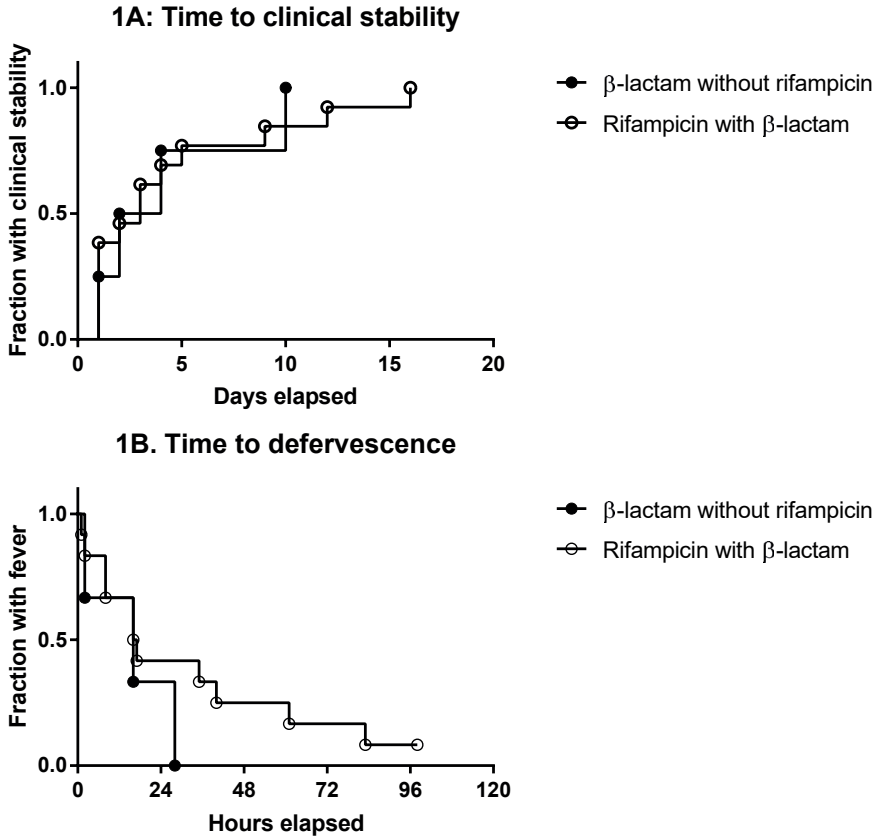 1A: Time to clinical stability
Fraction with clinical stability
1.0
0.5
0.0
0 5 10 15 20
Days elapsed
β-lactam without rifampicin
Rifampicin with β-lactam
1B. Time to defervescence
Fraction with fever
1.0
0.5
0.0
0 24 48 72 96 120
Hours elapsed
β-lactam without rifampicin
Rifampicin with β-lactam